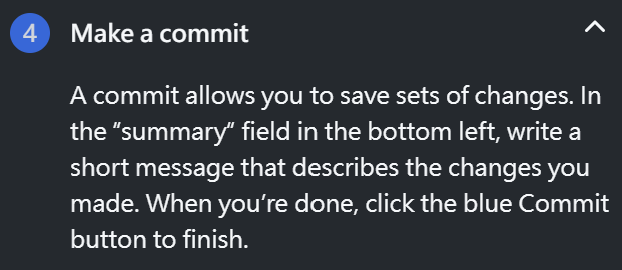 4 Make a commit
A commit allows you to save sets of changes. In
the “summary” field in the bottom left, write a
short message that describes the changes you
made. When you’re done, click the blue Commit
button to finish.